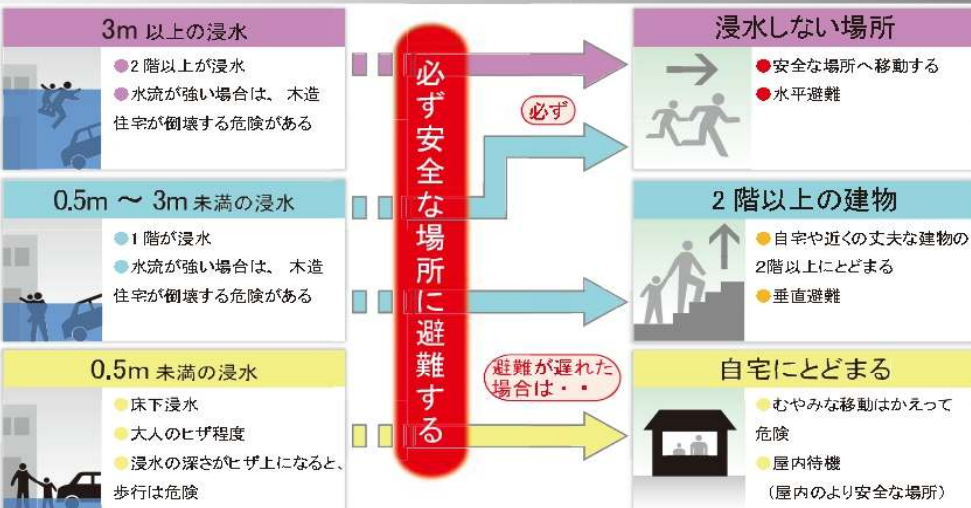 3m 以上の浸水
●2階以上が浸水
●水流が強い場合は、木造
住宅が倒壊する危険がある
0.5m ～ 3m 未満の浸水
●1階が浸水
●水流が強い場合は、木造
住宅が倒壊する危険がある
0.5m 未満の浸水
●床下浸水
●大人のヒザ程度
●浸水の深さがヒザ上になると、
歩行は危険
必ず安全な場所に避難する
必ず
避難が遅れた
場合は・・
浸水しない場所
●安全な場所へ移動する
●水平避難
2階以上の建物
●自宅や近くの丈夫な建物の
2階以上にとどまる
●垂直避難
自宅にとどまる
●むやみな移動はかえって
危険
●屋内待機
（屋内のより安全な場所）